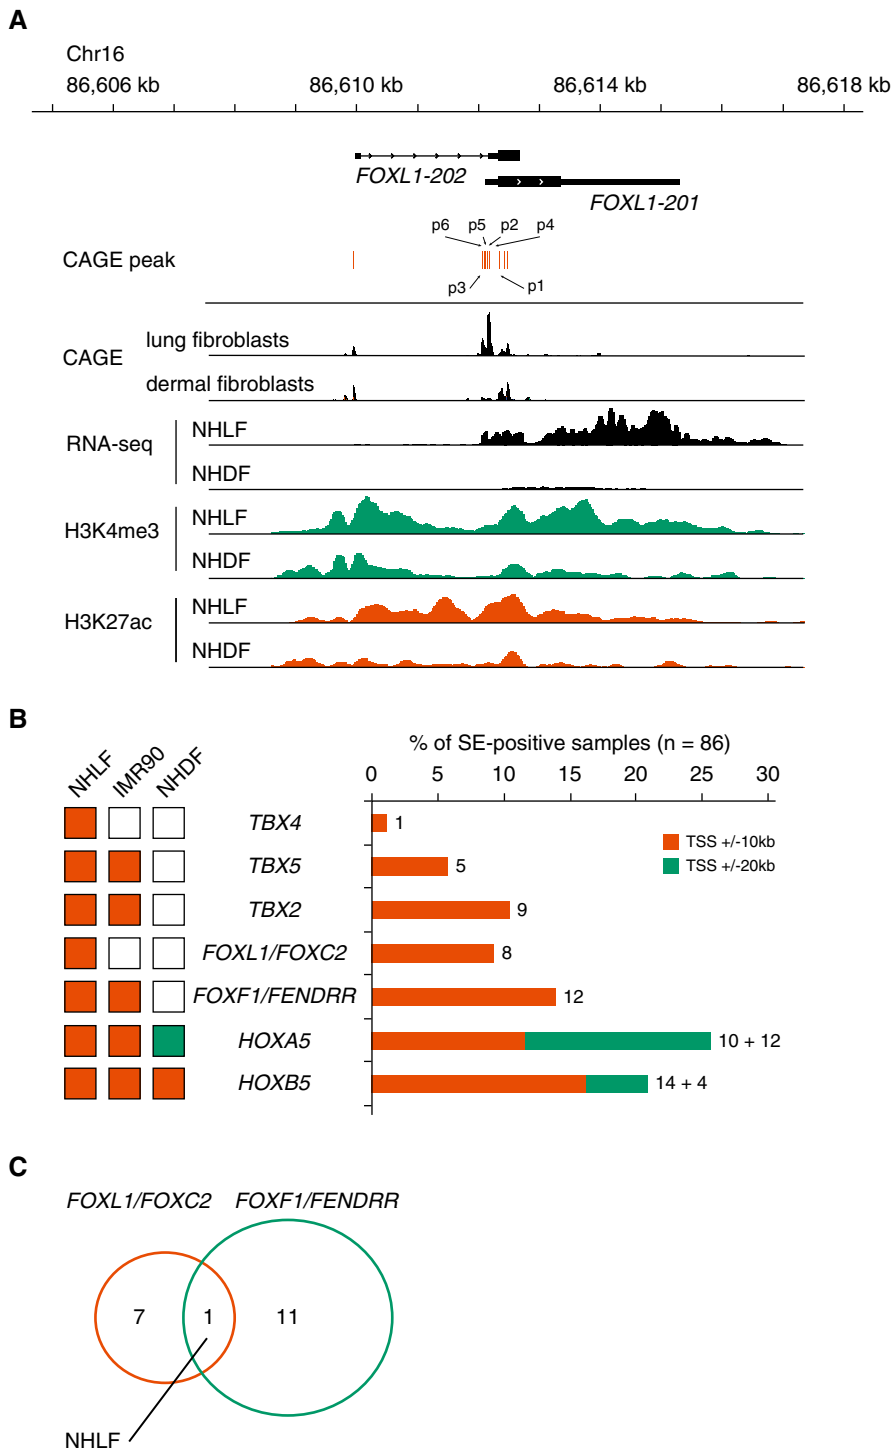 A
Chr16
86,606 kb 86,610 kb 86,614 kb 86,618 kb
FOXL1-202
FOXL1-201
p6 p5 p2 p4
CAGE peak
p3 p1
lung fibroblasts
CAGE
dermal fibroblasts
NHLF
RNA-seq
NHDF
NHLF
H3K4me3
NHDF
NHLF
H3K27ac
NHDF
B
% of SE-positive samples (n = 86)
NHLF IMR90 NHDF
0 5 10 15 20 25 30
TBX4 1
TSS +/-10kb
TBX5 5
TSS +/-20kb
TBX2 9
FOXL1/FOXC2 8
FOXF1/FENDRR 12
HOXA5 10 + 12
HOXB5 14 + 4
C
FOXL1/FOXC2 FOXF1/FENDRR
7 1 11
NHLF